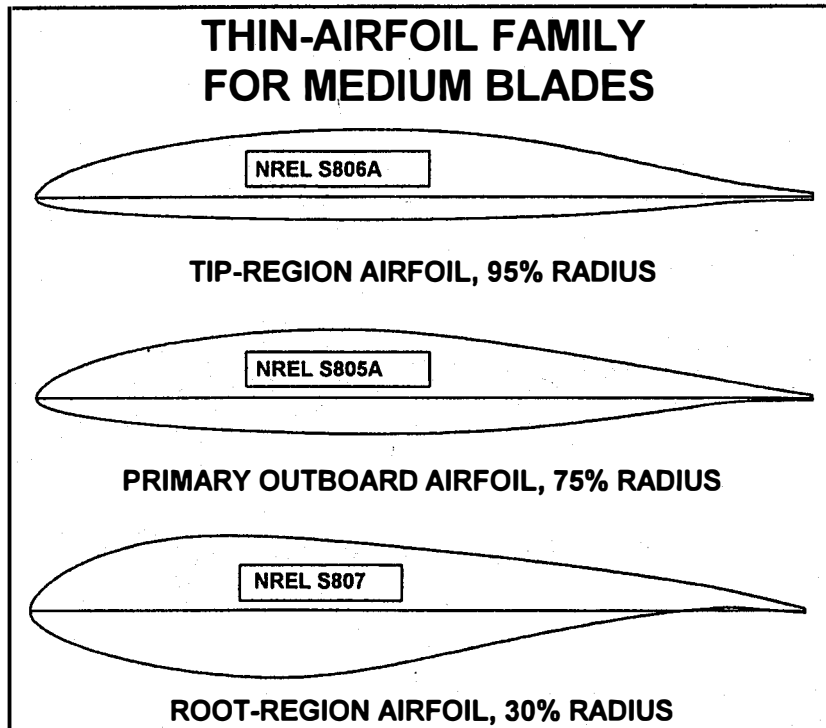 THIN-AIRFOIL FAMILY
FOR MEDIUM BLADES
NREL S806A
TIP-REGION AIRFOIL, 95% RADIUS
NREL S805A
PRIMARY OUTBOARD AIRFOIL, 75% RADIUS
NREL S807
ROOT-REGION AIRFOIL, 30% RADIUS